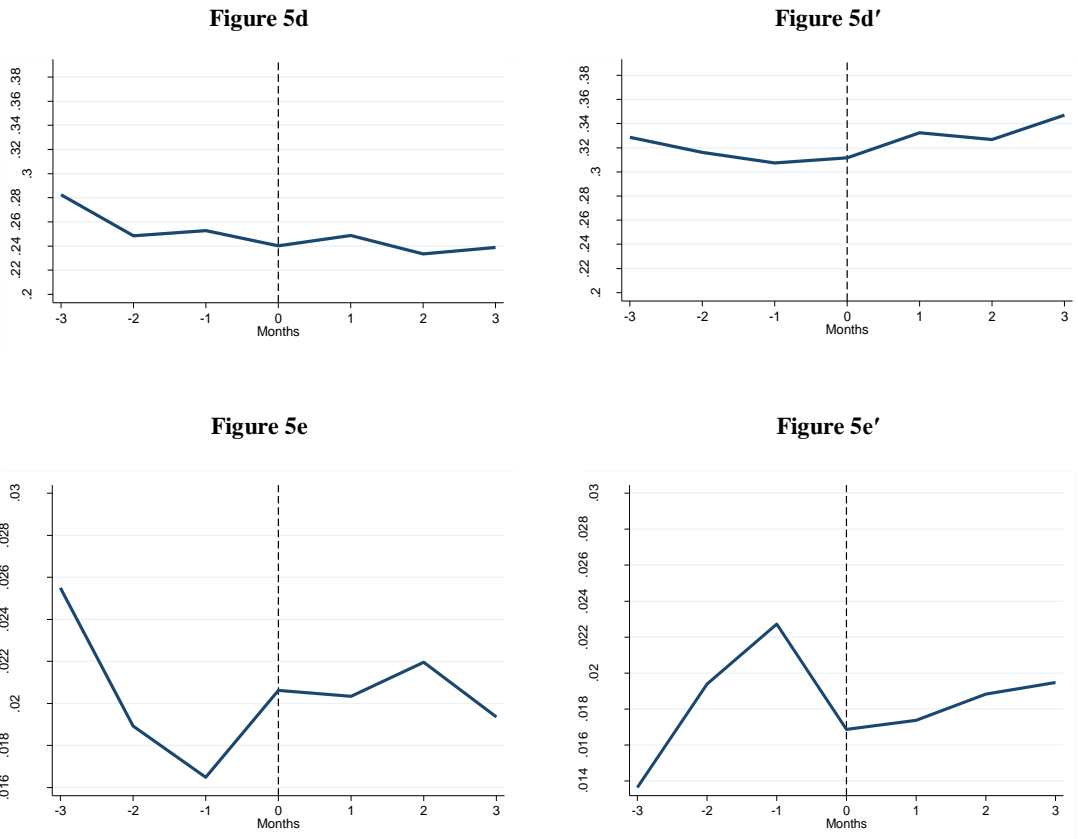 Figure 5d
.2 .22 .24 .26 .28 .3 .32 .34 .36 .38
-3 -2 -1 0 1 2 3
Months
Figure 5d′
.2 .22 .24 .26 .28 .3 .32 .34 .36 .38
-3 -2 -1 0 1 2 3
Months
Figure 5e
.016 .018 .02 .022 .024 .026 .028 .03
-3 -2 -1 0 1 2 3
Months
Figure 5e′
.014 .016 .018 .02 .022 .024 .026 .028 .03
-3 -2 -1 0 1 2 3
Months